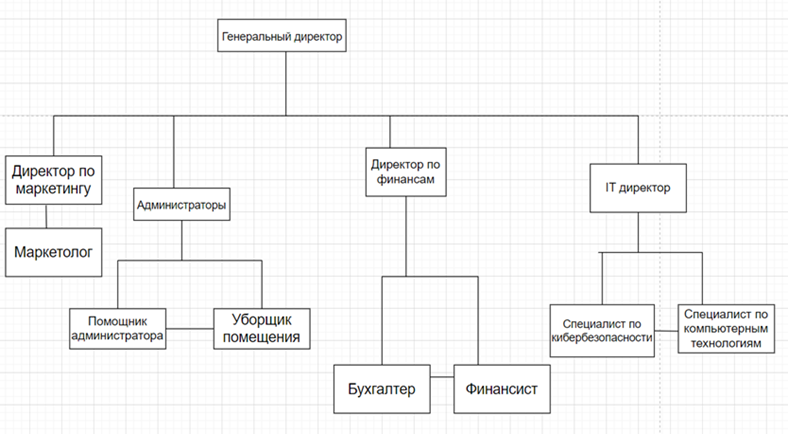 Генеральный директор
Директор по
маркетингу
Администраторы
Директор по
финансам
IT директор
Маркетолог
Помощник
администратора
Уборщик
помещения
Специалист по
кибербезопасности
Специалист по
компьютерным
технологиям
Бухгалтер
Финансист